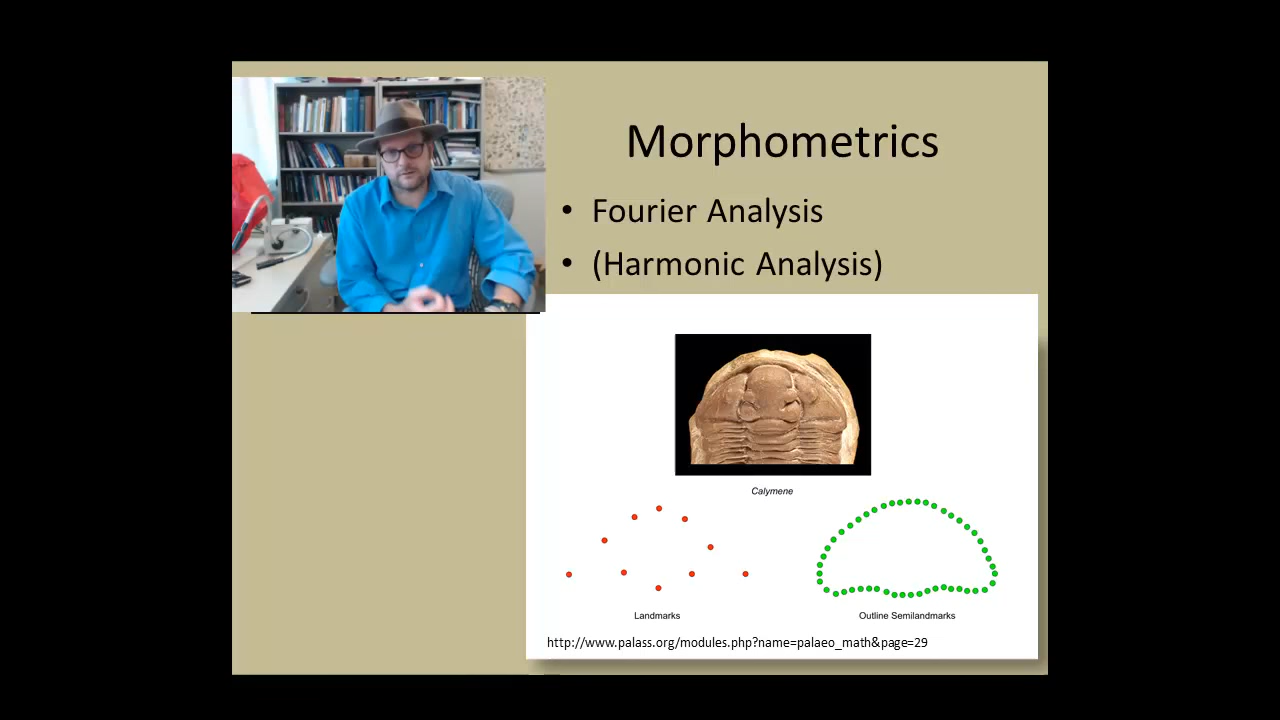 Morphometrics
• Fourier Analysis
• (Harmonic Analysis)
Calymene
Landmarks
Outline Semilandmarks
http://www.palass.org/modules.php?name=palaeo_math&page=29